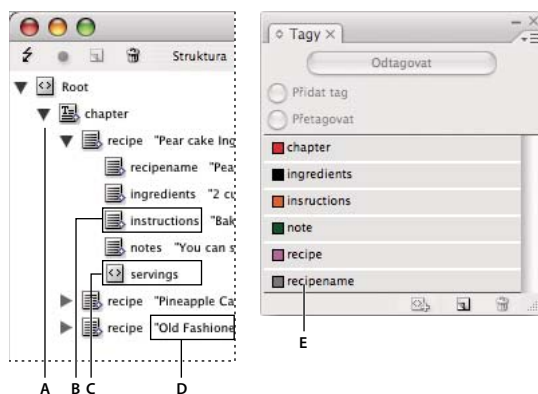 Struktura
Root
chapter
recipe "Pear cake Ing
recipename "Pea
ingredients "2 cu
instructions "Bak
notes "You can s
servings
recipe "Pineapple Ca
recipe "Old Fashione
A B C D
Tagy
Odtagovat
Přidat tag
Přetagovat
chapter
ingredients
insructions
note
recipe
recipename
E